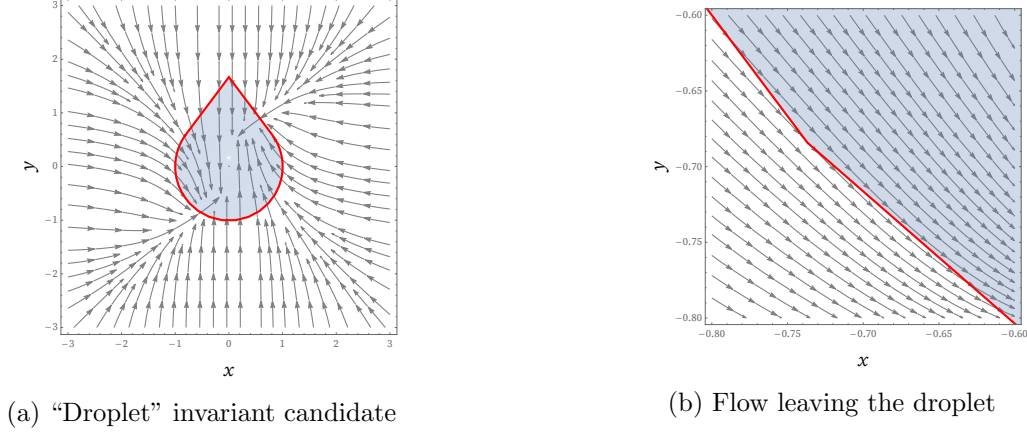 3
2
1
0
−1
−2
−3
y
−3 −2 −1 0 1 2 3
x
(a) “Droplet” invariant candidate
−0.60
−0.65
−0.70
−0.75
−0.80
y
−0.80 −0.75 −0.70 −0.65 −0.60
x
(b) Flow leaving the droplet